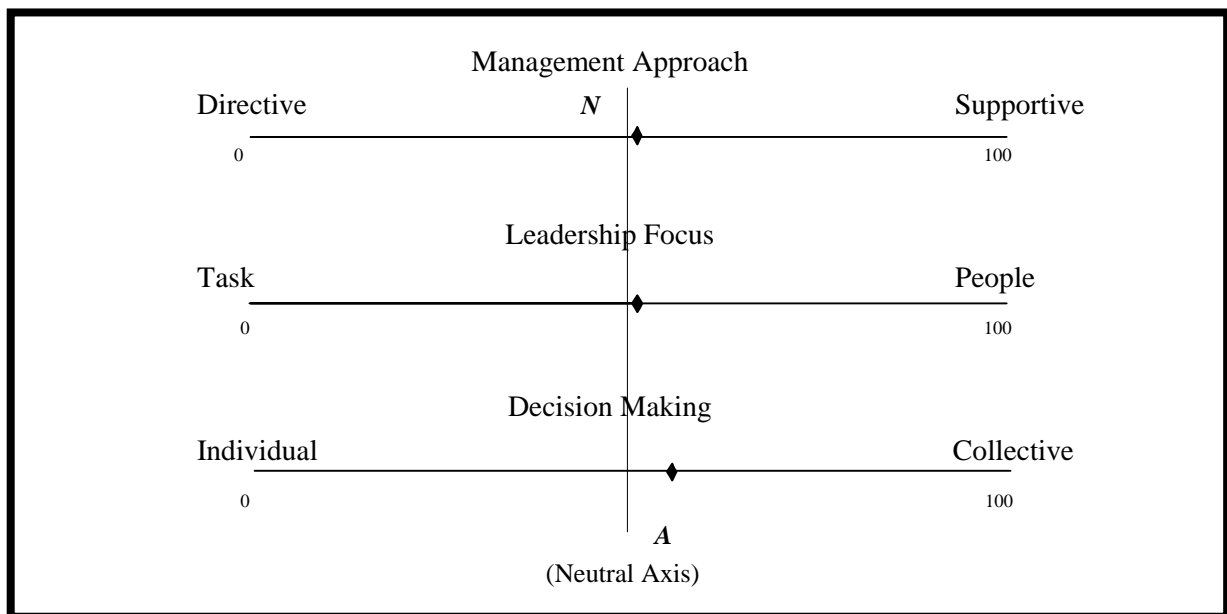 Management Approach
Directive N Supportive
0 100
Leadership Focus
Task People
0 100
Decision Making
Individual Collective
0 100
A
(Neutral Axis)